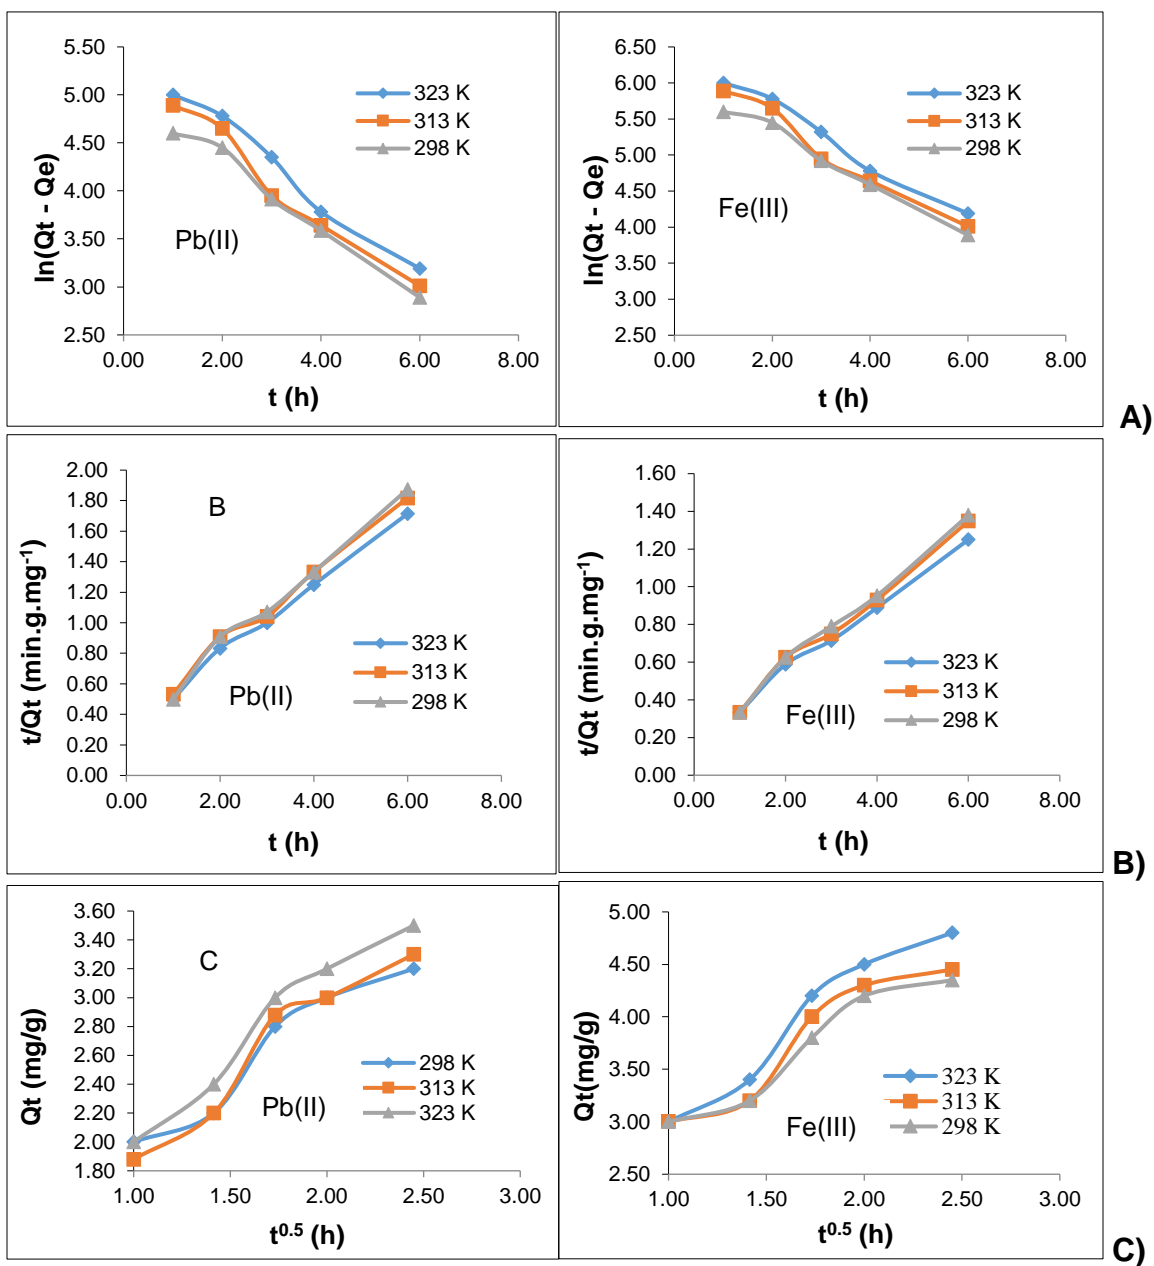 5.50
5.00
4.50
4.00
3.50
3.00
2.50
0.00 2.00 4.00 6.00 8.00
ln(Qt - Qe)
t (h)
323 K
313 K
298 K
Pb(II)
6.50
6.00
5.50
5.00
4.50
4.00
3.50
3.00
2.50
0.00 2.00 4.00 6.00 8.00
ln(Qt - Qe)
t (h)
323 K
313 K
298 K
Fe(III)
A)
2.00
1.80
1.60
1.40
1.20
1.00
0.80
0.60
0.40
0.20
0.00
0.00 2.00 4.00 6.00 8.00
t/Qt (min.g.mg-1)
t (h)
B
323 K
313 K
298 K
Pb(II)
1.60
1.40
1.20
1.00
0.80
0.60
0.40
0.20
0.00
0.00 2.00 4.00 6.00 8.00
t/Qt (min.g.mg-1)
t (h)
323 K
313 K
298 K
Fe(III)
B)
3.60
3.40
3.20
3.00
2.80
2.60
2.40
2.20
2.00
1.80
1.00 1.50 2.00 2.50 3.00
Qt (mg/g)
t0.5 (h)
C
298 K
313 K
323 K
Pb(II)
5.00
4.50
4.00
3.50
3.00
2.50
1.00 1.50 2.00 2.50 3.00
Qt(mg/g)
t0.5 (h)
323 K
313 K
298 K
Fe(III)
C)